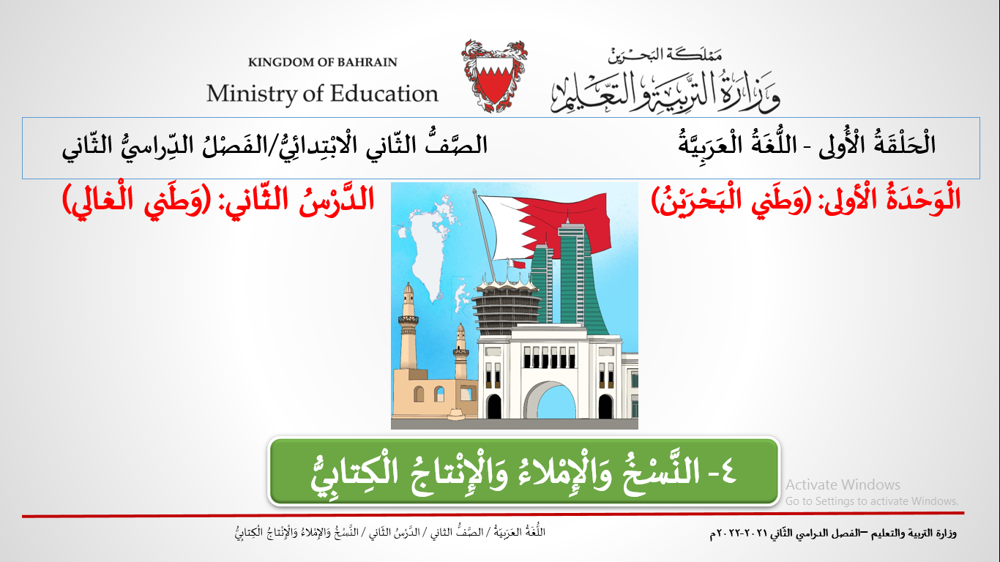 KINGDOM OF BAHRAIN
Ministry of Education
مَمْلَكَة البَحْرَيْن
وَزَارَةُ التَّرْبِيَةِ وَالتَّعْلِيم
الْحَلْقَةُ الْأُولى - اللُّغَةُ الْعَرَبِيَّةُ
الصَّفُّ الثّاني الْابْتِدائِيُّ/الفَصْلُ الدِّراسيُّ الثّاني
الْوَحْدَةُ الْأولى: (وَطَني الْبَحْرَيْنُ)
الدَّرْسُ الثّاني: (وَطَني الْغالي)
٤- النَّسْخُ وَالْإِمْلاءُ وَالْإِنْتاجُ الْكِتابِيُّ
Activate Windows
Go to Settings to activate Windows.
وزارة التربية والتعليم –الفصل الدراسي الثّاني ٢٠٢١-٢٠٢٢م
اللُّغَةُ العَرَبيَةُ / الصَّفُّ الثاني / الدَّرْسُ الثّاني / النَّسْخُ وَالإِمْلاءُ وَالْإِنْتاجُ الْكِتابِيُّ